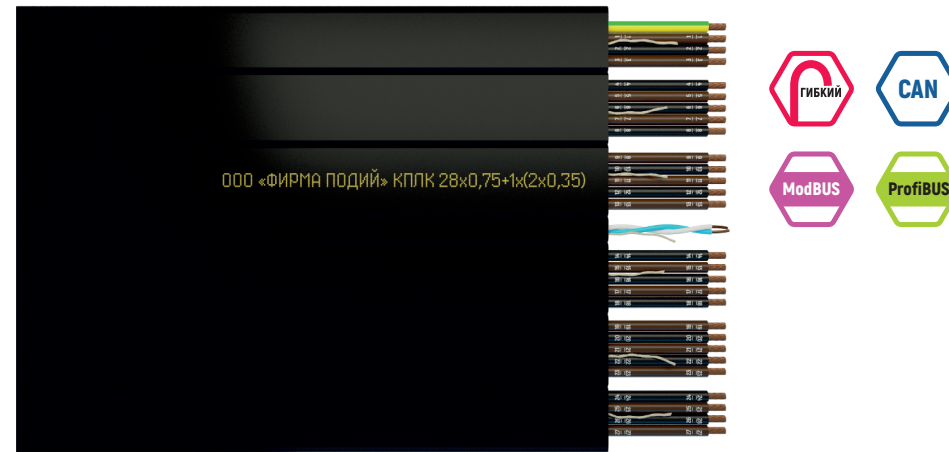 ГИБКИЙ
CAN
ООО «ФИРМА ПОДИЙ» КПЛК 28х0,75+1х(2х0,35)
ModBUS
ProfiBUS